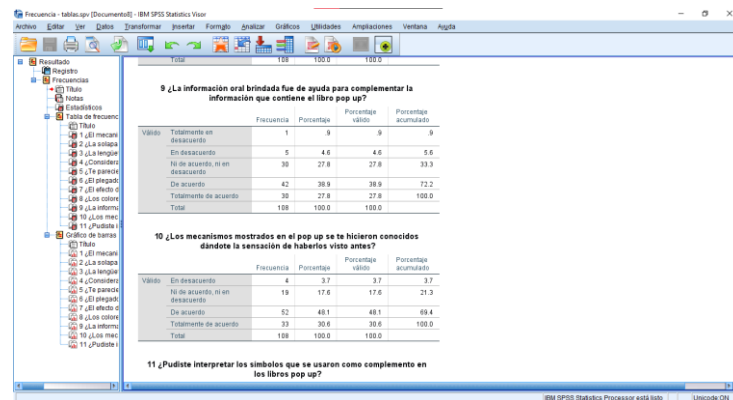 Frecuencia - tablas.spv [Documento8] - IBM SPSS Statistics Visor
Archivo Editar Ver Datos Transformar Insertar Formato Analizar Gráficos Utilidades Ampliaciones Ventana Ayuda
Resultado
Registro
Frecuencias
Título
Notas
Estadísticos
Tabla de frecuenc
Título
1 ¿El mecani
2 ¿La solapa
3 ¿La lengüe
4 ¿Considera
5 ¿Te parecie
6 ¿El plegado
7 ¿El efecto d
8 ¿Los colore
9 ¿La informa
10 ¿Los mec
11 ¿Pudiste i
Gráfico de barras
Título
1 ¿El mecani
2 ¿La solapa
3 ¿La lengüe
4 ¿Considera
5 ¿Te parecie
6 ¿El plegado
7 ¿El efecto d
8 ¿Los colore
9 ¿La informa
10 ¿Los mec
11 ¿Pudiste i
Total 108 100.0 100.0
9 ¿La información oral brindada fue de ayuda para complementar la
información que contiene el libro pop up?
Frecuencia Porcentaje Porcentaje válido Porcentaje acumulado
Válido Totalmente en desacuerdo 1 .9 .9 .9
En desacuerdo 5 4.6 4.6 5.6
Ni de acuerdo, ni en desacuerdo 30 27.8 27.8 33.3
De acuerdo 42 38.9 38.9 72.2
Totalmente de acuerdo 30 27.8 27.8 100.0
Total 108 100.0 100.0
10 ¿Los mecanismos mostrados en el pop up se te hicieron conocidos
dándote la sensación de haberlos visto antes?
Frecuencia Porcentaje Porcentaje válido Porcentaje acumulado
Válido En desacuerdo 4 3.7 3.7 3.7
Ni de acuerdo, ni en desacuerdo 19 17.6 17.6 21.3
De acuerdo 52 48.1 48.1 69.4
Totalmente de acuerdo 33 30.6 30.6 100.0
Total 108 100.0 100.0
11 ¿Pudiste interpretar los símbolos que se usaron como complemento en
los libros pop up?
IBM SPSS Statistics Processor está listo Unicode:ON